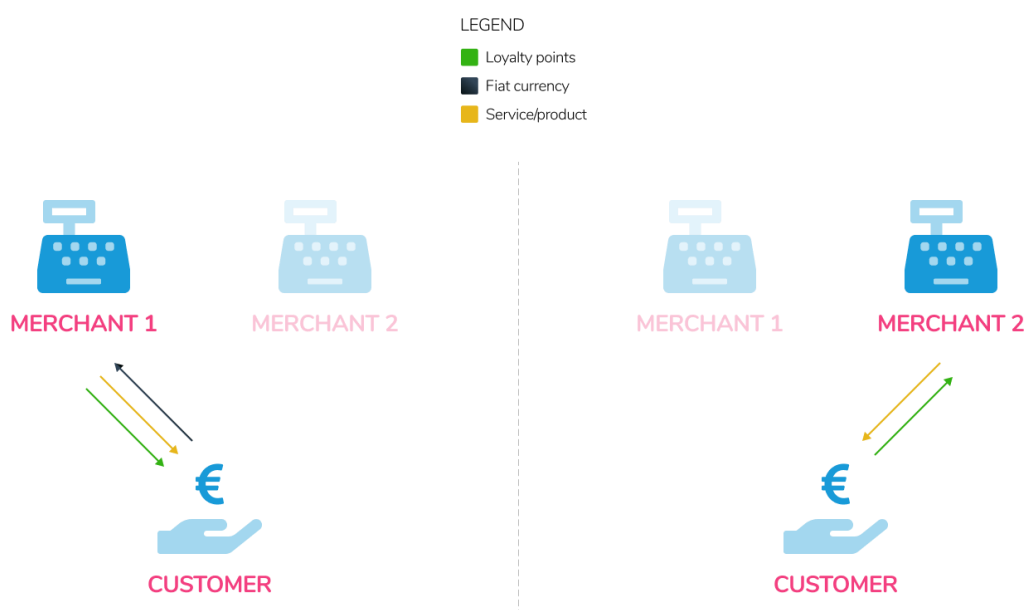 LEGEND
Loyalty points
Fiat currency
Service/product
MERCHANT 1
MERCHANT 2
€
CUSTOMER
MERCHANT 1
MERCHANT 2
€
CUSTOMER